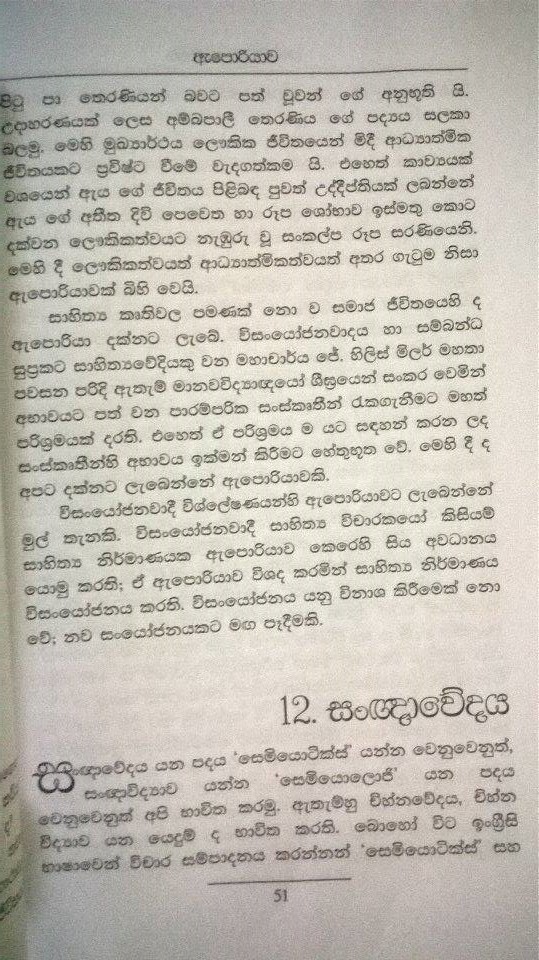 ඇපොරියාව
පිටු පා තෙරණියන් බවට පත් වූවන් ගේ අනුභූති යි.
උදාහරණයක් ලෙස අම්බපාලී තෙරණිය ගේ පද්‍යය සලකා
බලමු. මෙහි මුඛ්‍යාර්ථය ලෞකික ජීවිතයෙන් මිදී ආධ්‍යාත්මික
ජීවිතයකට ප්‍රවිෂ්ට වීමේ වැදගත්කම යි. එහෙත් කාව්‍යයක්
වශයෙන් ඇය ගේ ජීවිතය පිළිබඳ පුවත් උද්දීප්තියක් ලබන්නේ
ඇය ගේ අතීත දිවි පෙවෙත හා රූප ශෝභාව ඉස්මතු කොට
දක්වන ලෞකිකත්වයට නැඹුරු වූ සංකල්ප රූප සරණියෙනි.
මෙහි දී ලෞකිකත්වයත් ආධ්‍යාත්මිකත්වයත් අතර ගැටුම නිසා
ඇපොරියාවක් බිහි වෙයි.
සාහිත්‍ය කෘතිවල පමණක් නො ව සමාජ ජීවිතයෙහි ද
ඇපොරියා දක්නට ලැබේ. විසංයෝජනවාදය හා සම්බන්ධ
සුප්‍රකට සාහිත්‍යවේදියකු වන මහාචාර්ය ජේ. හිලිස් මිලර් මහතා
පවසන පරිදි ඇතැම් මානවවිද්‍යාඥයෝ ශීඝ්‍රයෙන් සංකර වෙමින්
අභාවයට පත් වන පාරම්පරික සංස්කෘතීන් රැකගැනීමට මහත්
පරිශ්‍රමයක් දරති. එහෙත් ඒ පරිශ්‍රමය ම යට සඳහන් කරන ලද
සංස්කෘතීන්හි අභාවය ඉක්මන් කිරීමට හේතුභූත වේ. මෙහි දී ද
අපට දක්නට ලැබෙන්නේ ඇපොරියාවකි.
විසංයෝජනවාදී විශ්ලේෂණයන්හි ඇපොරියාවට ලැබෙන්නේ
මුල් තැනකි. විසංයෝජනවාදී සාහිත්‍ය විචාරකයෝ කිසියම්
සාහිත්‍ය නිර්මාණයක ඇපොරියාව කෙරෙහි සිය අවධානය
යොමු කරති; ඒ ඇපොරියාව විශද කරමින් සාහිත්‍ය නිර්මාණය
විසංයෝජනය කරති. විසංයෝජනය යනු විනාශ කිරීමෙක් නො
වේ; නව සංයෝජනයකට මඟ පෑදීමකි.
12. සංඥාවේදය
සංඥාවේදය යන පදය 'සෙමියොටික්ස්' යන්න වෙනුවෙනුත්,
සංඥාවිද්‍යාව යන්න 'සෙමියොලොජි' යන පදය
වෙනුවෙනුත් අපි භාවිත කරමු. ඇතැම්හු චිහ්නවේදය, චිහ්න
විද්‍යාව යන යෙදුම් ද භාවිත කරති. බොහෝ විට ඉංග්‍රීසි
භාෂාවෙන් විචාර සම්පාදනය කරන්නන් 'සෙමියොටික්ස්' සහ
51